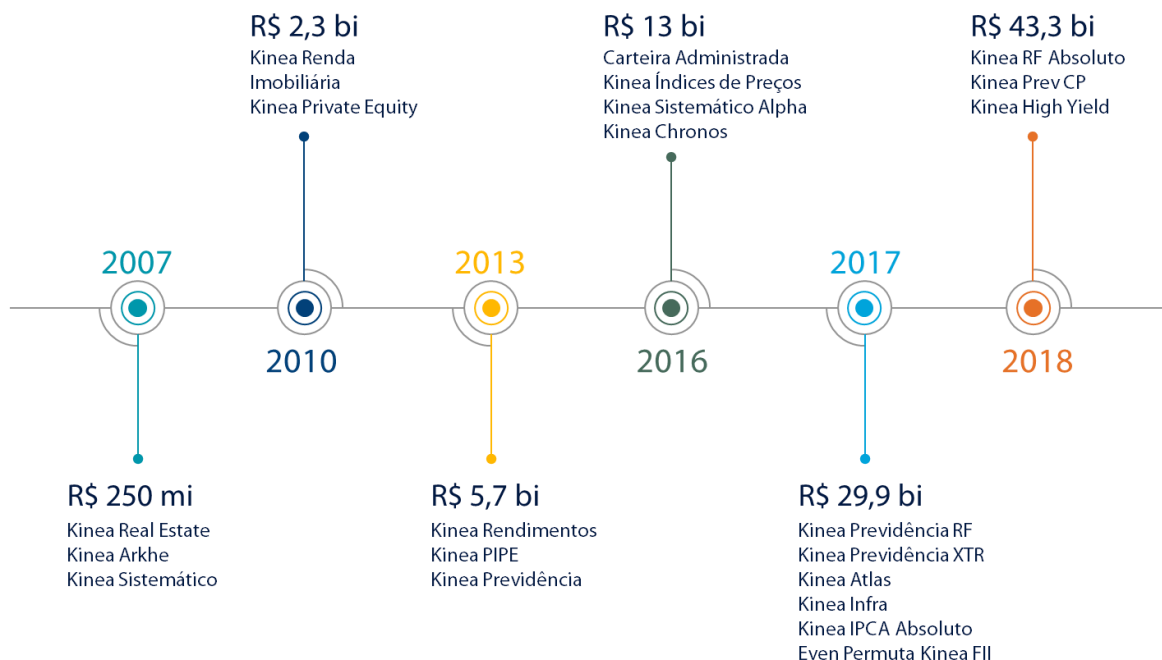 R$ 2,3 bi
Kinea Renda
Imobiliária
Kinea Private Equity
R$ 13 bi
Carteira Administrada
Kinea Índices de Preços
Kinea Sistemático Alpha
Kinea Chronos
R$ 43,3 bi
Kinea RF Absoluto
Kinea Prev CP
Kinea High Yield
2007
2013
2017
2010
2016
2018
R$ 250 mi
Kinea Real Estate
Kinea Arkhe
Kinea Sistemático
R$ 5,7 bi
Kinea Rendimentos
Kinea PIPE
Kinea Previdência
R$ 29,9 bi
Kinea Previdência RF
Kinea Previdência XTR
Kinea Atlas
Kinea Infra
Kinea IPCA Absoluto
Even Permuta Kinea FII